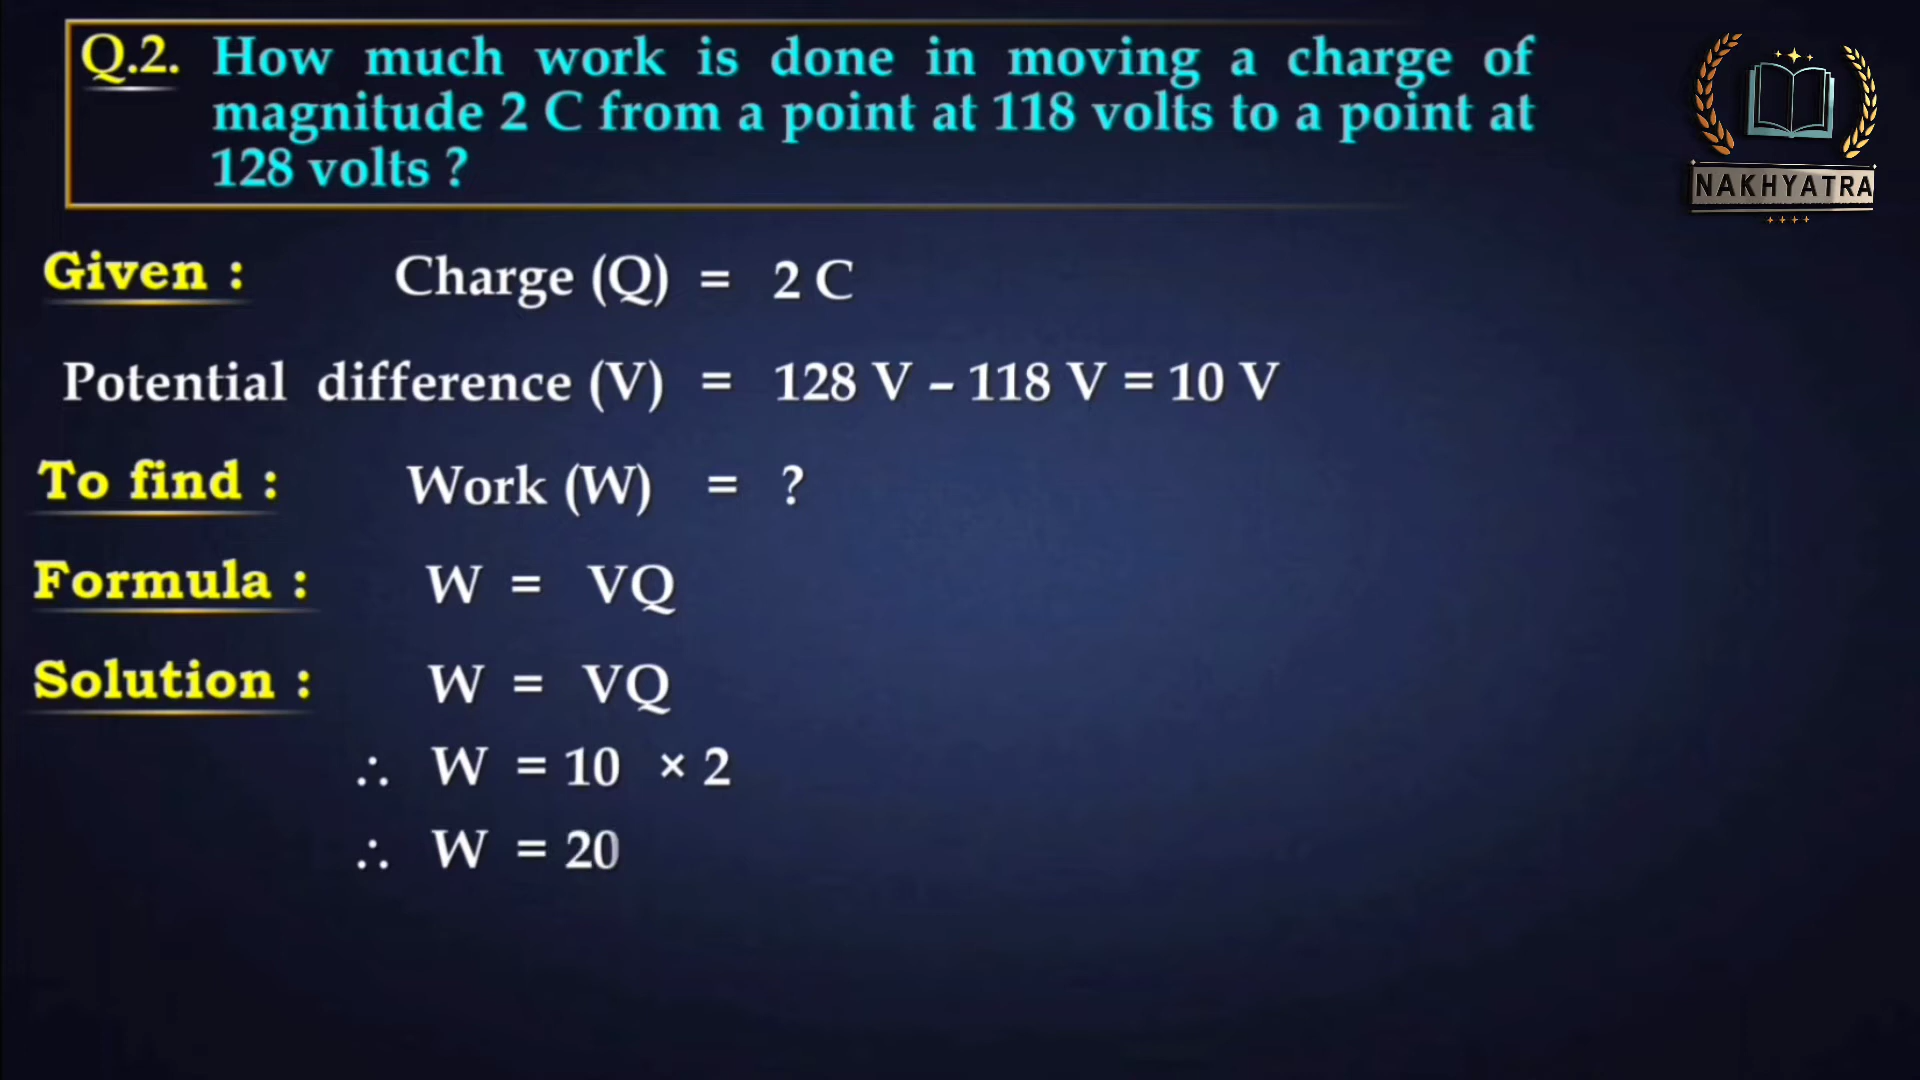 Q.2. How much work is done in moving a charge of
magnitude 2 C from a point at 118 volts to a point at
128 volts ?
NAKHYATRA
Given : Charge (Q) = 2 C
Potential difference (V) = 128 V – 118 V = 10 V
To find : Work (W) = ?
Formula : W = VQ
Solution : W = VQ
∴ W = 10 × 2
∴ W = 20